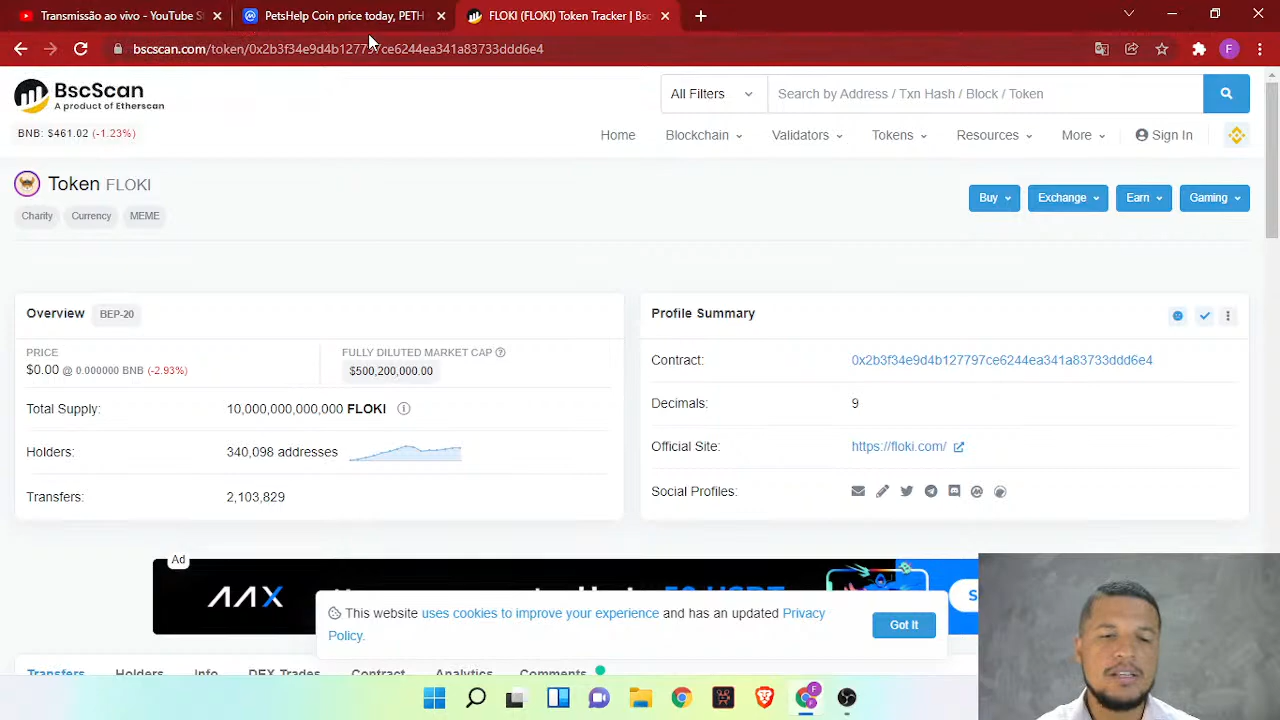 Transmissão ao vivo - YouTube S
PetsHelp Coin price today, PETH
FLOKI (FLOKI) Token Tracker | Bsc
bscscan.com/token/0x2b3f34e9d4b127797ce6244ea341a83733ddd6e4
F
BscScan
A product of Etherscan
All Filters
Search by Address / Txn Hash / Block / Token
BNB: $461.02 (-1.23%)
Home
Blockchain
Validators
Tokens
Resources
More
Sign In
Token FLOKI
Buy
Exchange
Earn
Gaming
Charity
Currency
MEME
Overview BEP-20
PRICE
$0.00 @ 0.000000 BNB (-2.93%)
FULLY DILUTED MARKET CAP
$500,200,000.00
Total Supply: 10,000,000,000,000 FLOKI
Holders: 340,098 addresses
Transfers: 2,103,829
Profile Summary
Contract: 0x2b3f34e9d4b127797ce6244ea341a83733ddd6e4
Decimals: 9
Official Site: https://floki.com/
Social Profiles:
Ad
AAX
This website uses cookies to improve your experience and has an updated Privacy
Policy.
Got It
Transfers
Holders
Info
DEX Trades
Contract
Analytics
Comments